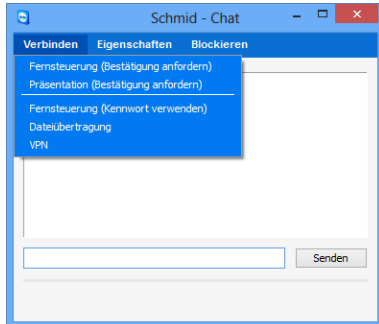 Schmid - Chat
Verbinden Eigenschaften Blockieren
Fernsteuerung (Bestätigung anfordern)
Präsentation (Bestätigung anfordern)
Fernsteuerung (Kennwort verwenden)
Dateiübertragung
VPN
Senden